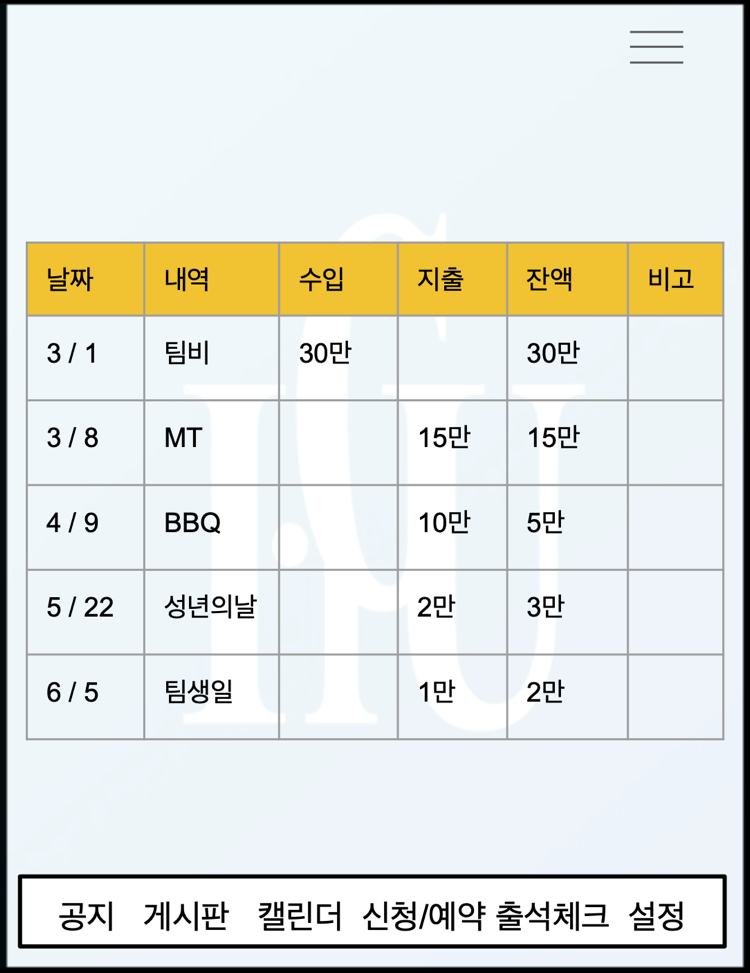 날짜 내역 수입 지출 잔액 비고
3 / 1 팀비 30만 30만
3 / 8 MT 15만 15만
4 / 9 BBQ 10만 5만
5 / 22 성년의날 2만 3만
6 / 5 팀생일 1만 2만
공지 게시판 캘린더 신청/예약 출석체크 설정